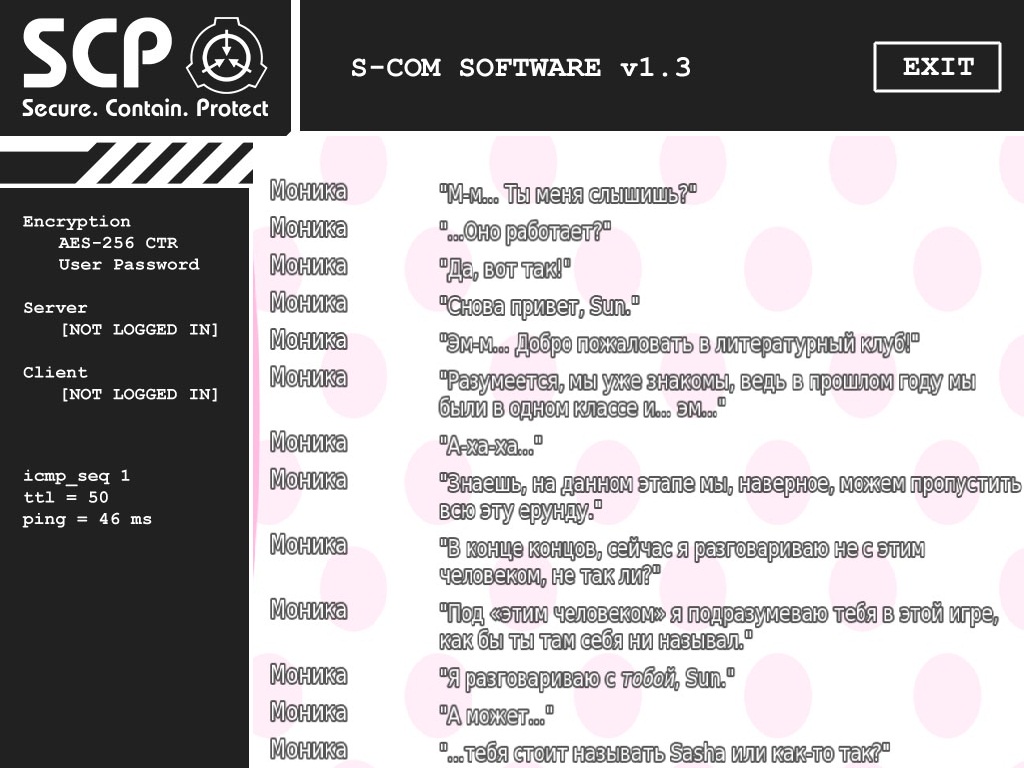 SCP
Secure. Contain. Protect
S-COM SOFTWARE v1.3
EXIT
Encryption
AES-256 CTR
User Password
Server
[NOT LOGGED IN]
Client
[NOT LOGGED IN]
icmp_seq 1
ttl = 50
ping = 46 ms
Моника "М-м... Ты меня слышишь?"
Моника "...Оно работает?"
Моника "Да, вот так!"
Моника "Снова привет, Sun."
Моника "Эм-м... Добро пожаловать в литературный клуб!"
Моника "Разумеется, мы уже знакомы, ведь в прошлом году мы
были в одном классе и... эм..."
Моника "А-ха-ха..."
Моника "Знаешь, на данном этапе мы, наверное, можем пропустить
всю эту ерунду."
Моника "В конце концов, сейчас я разговариваю не с этим
человеком, не так ли?"
Моника "Под «этим человеком» я подразумеваю тебя в этой игре,
как бы ты там себя ни называл."
Моника "Я разговариваю с тобой, Sun."
Моника "А может..."
Моника "...тебя стоит называть Sasha или как-то так?"